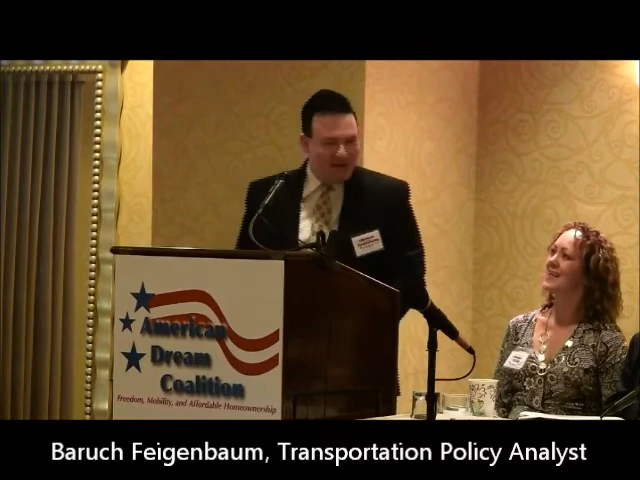 American
Dream
Coalition
Freedom, Mobility, and Affordable Homeownership
Baruch Feigenbaum, Transportation Policy Analyst